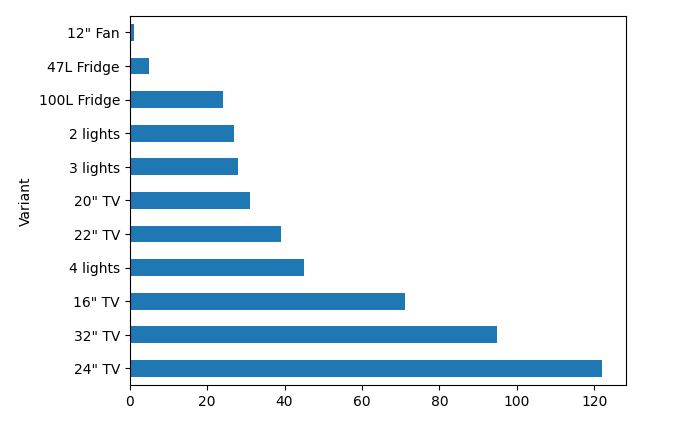 12" Fan
47L Fridge
100L Fridge
2 lights
3 lights
20" TV
22" TV
4 lights
16" TV
32" TV
24" TV
Variant
0 20 40 60 80 100 120